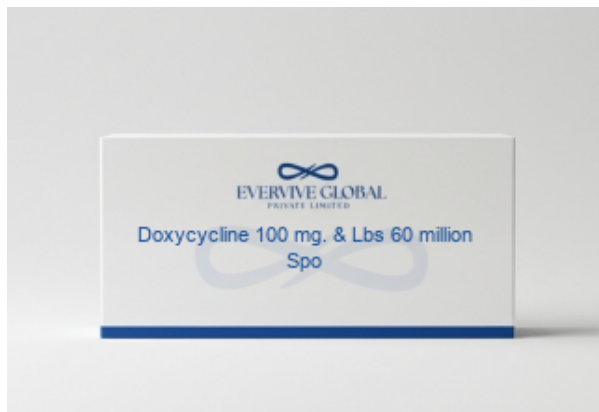 EVERVIVE GLOBAL
PRIVATE LIMITED
Doxycycline 100 mg. & Lbs 60 million
Spo